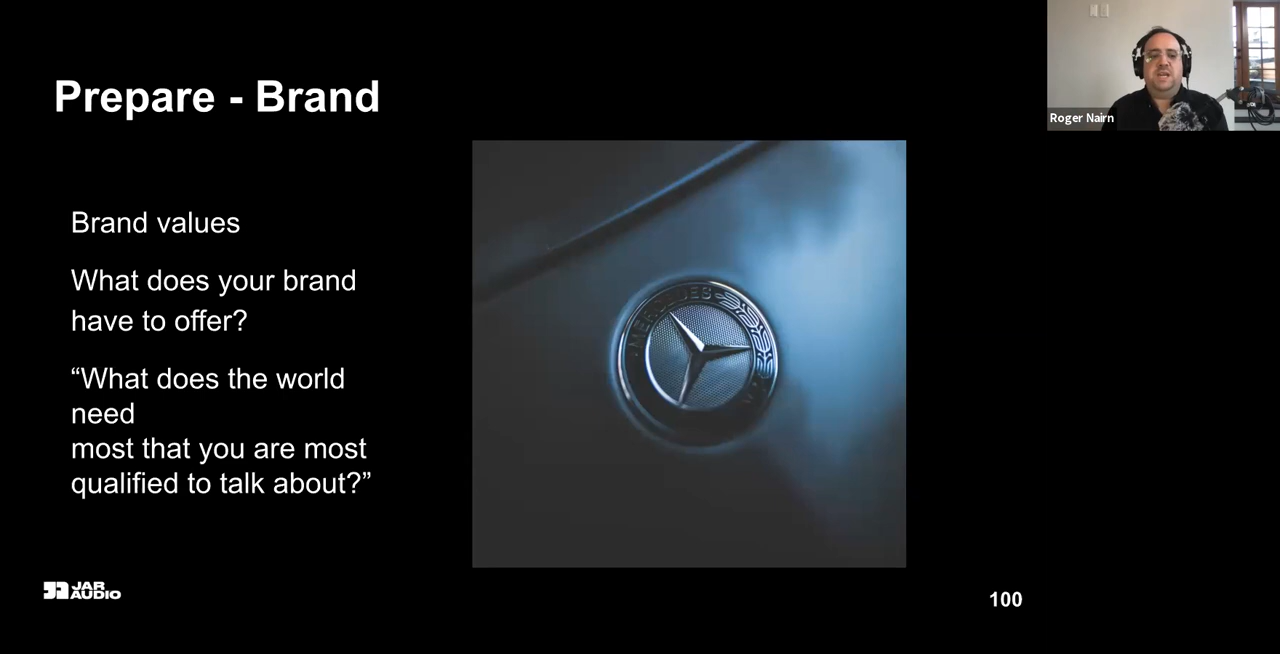 Prepare - Brand
Roger Nairn
Brand values
What does your brand
have to offer?
“What does the world
need
most that you are most
qualified to talk about?”
MERCEDES
JAR
AUDIO
100